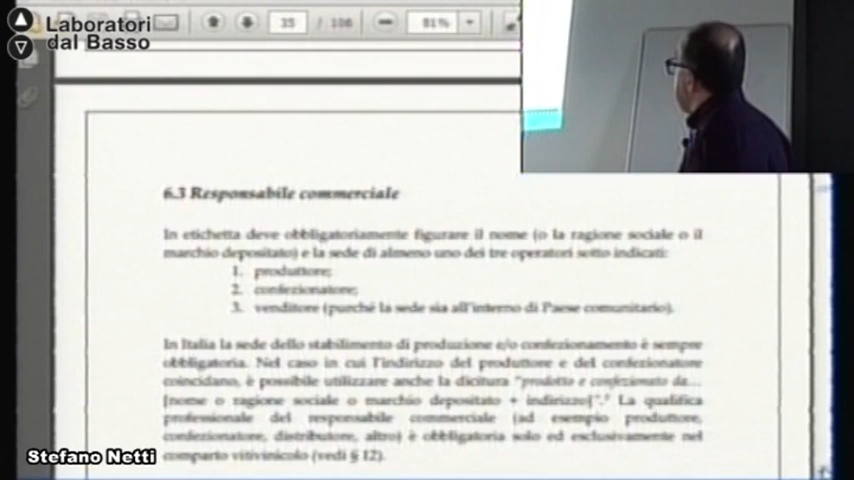 Laboratori
dal Basso
35 / 106
81%
6.3 Responsabile commerciale
In etichetta deve obbligatoriamente figurare il nome (o la ragione sociale o il
marchio depositato) e la sede di almeno uno dei tre operatori sotto indicati:
1. produttore;
2. confezionatore;
3. venditore (purché la sede sia all'interno di Paese comunitario).
In Italia la sede dello stabilimento di produzione e/o confezionamento è sempre
obbligatoria. Nel caso in cui l'indirizzo del produttore e del confezionatore
coincidano, è possibile utilizzare anche la dicitura "prodotto e confezionato da...
[nome o ragione sociale o marchio depositato + indirizzo]". La qualifica
professionale del responsabile commerciale (ad esempio produttore,
confezionatore, distributore, altro) è obbligatoria solo ed esclusivamente nel
comparto vitivinicolo (vedi § 12).
Stefano Netti